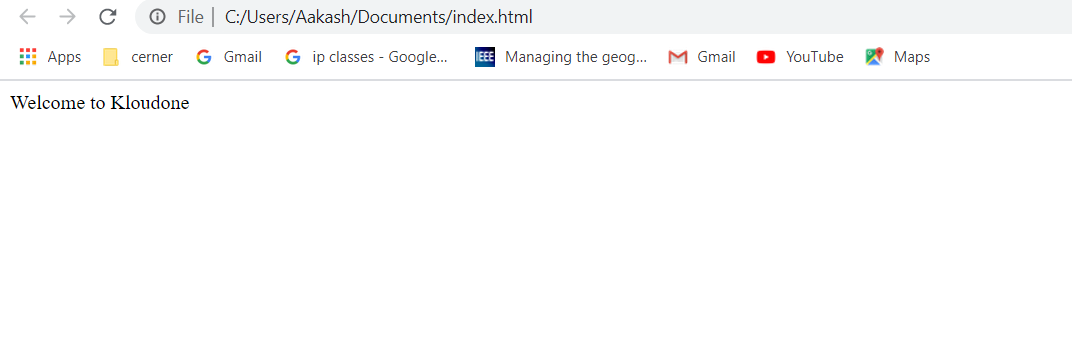 File | C:/Users/Aakash/Documents/index.html
Apps cerner Gmail ip classes - Google... IEEE Managing the geog... Gmail YouTube Maps
Welcome to Kloudone